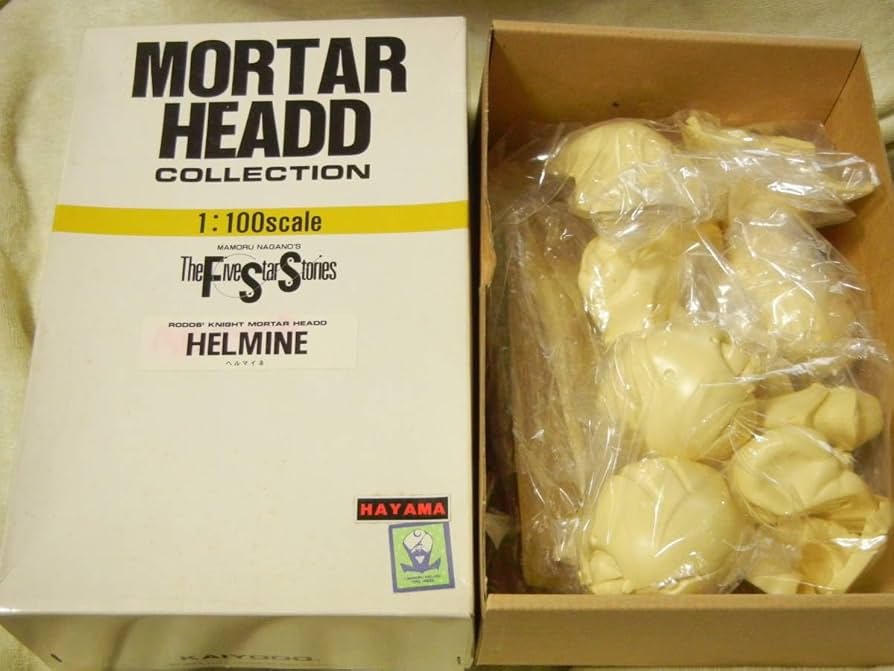 MORTAR
HEADD
COLLECTION
1:100scale
MAMORU NAGANO'S
The Five Star Stories
RODOS' KNIGHT MORTAR HEADD
HELMINE
ヘルマイネ
HAYAMA
KAIYODO